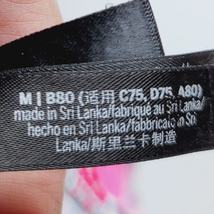 M | B80 (适用 C75, D75, A80)
made in Sri Lanka/fabriqué au Sri Lanka/
hecho en Sri Lanka/fabbricato in Sri
Lanka/斯里兰卡制造